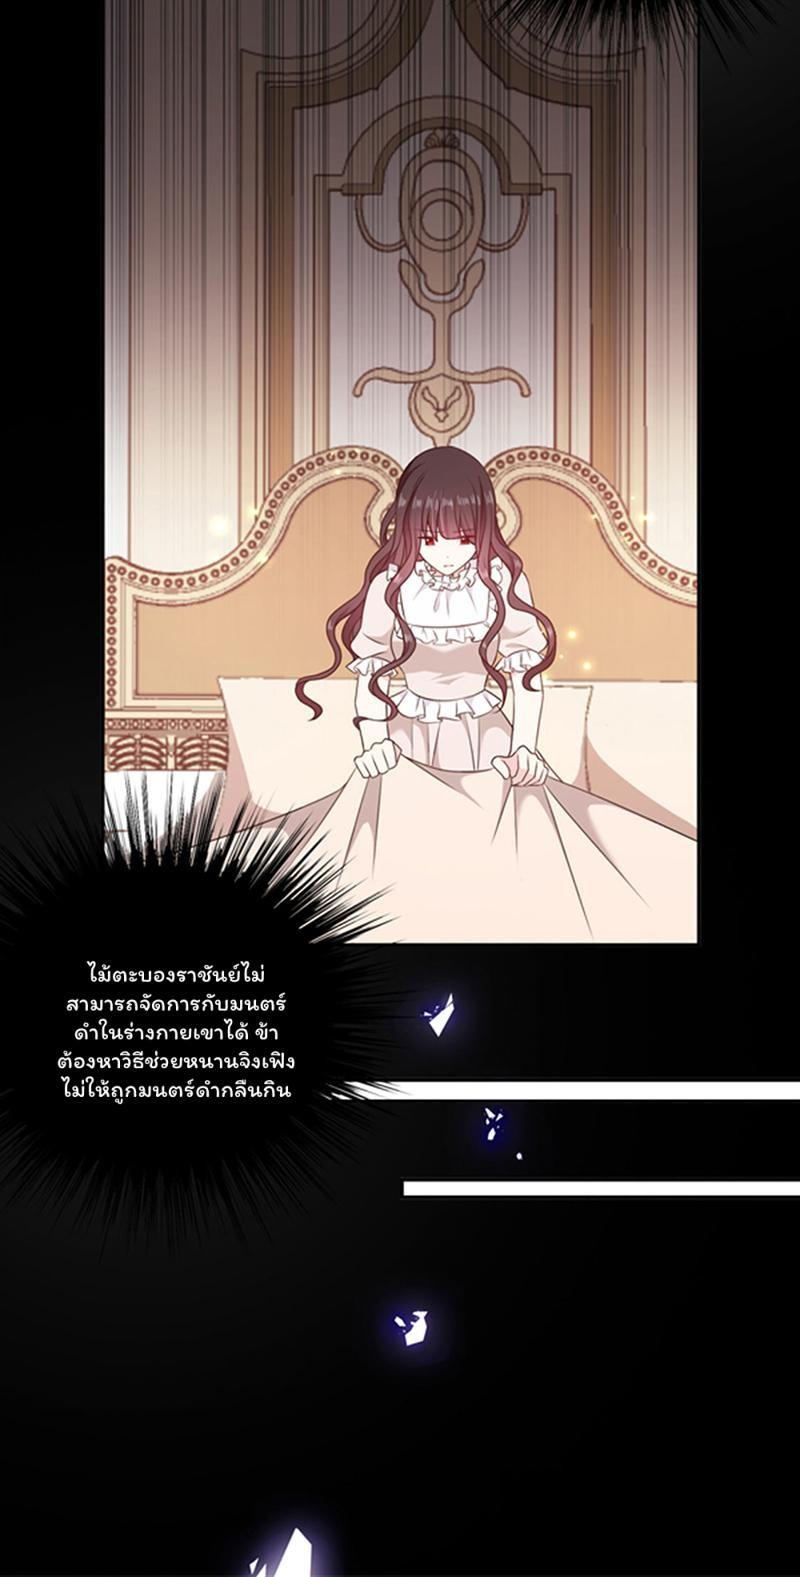 ไม้ตะบองราชันย์ไม่
สามารถจัดการกับมนตร์
ดำในร่างกายเขาได้ ข้า
ต้องหาวิธีช่วยหนานจิงเฟิง
ไม่ให้ถูกมนตร์ดำกลืนกิน